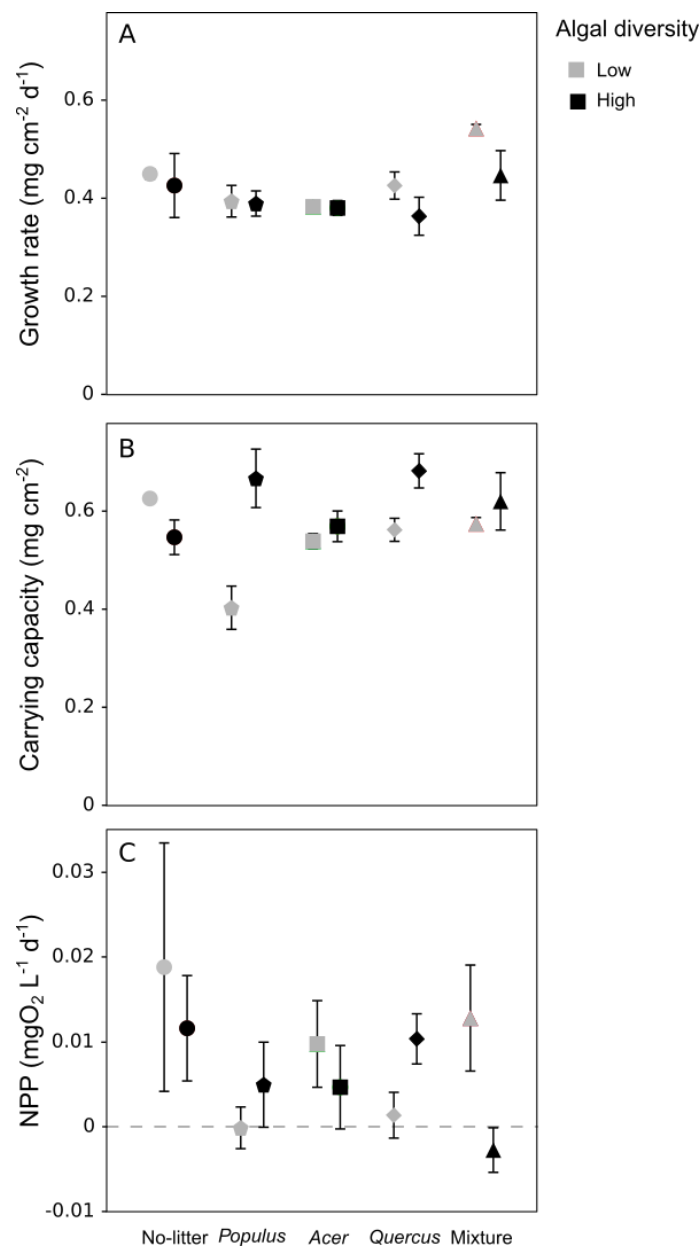 Algal diversity
Low
High
A
Growth rate (mg cm⁻² d⁻¹)
0.6
0.4
0.2
0
B
Carrying capacity (mg cm⁻²)
0.6
0.4
0.2
0
C
NPP (mgO₂ L⁻¹ d⁻¹)
0.03
0.02
0.01
0
-0.01
No-litter Populus Acer Quercus Mixture